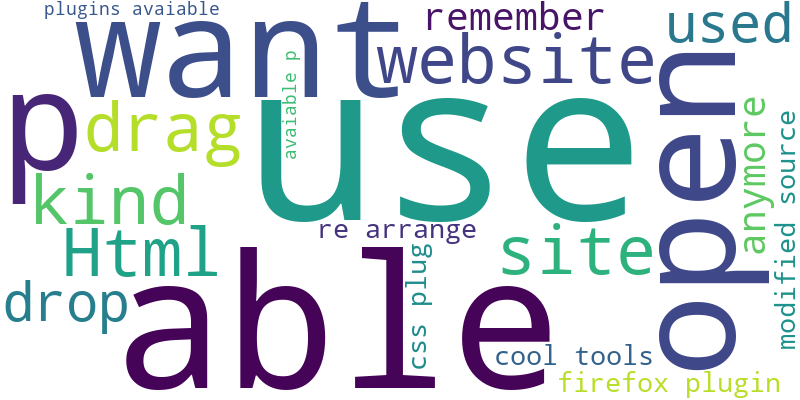 plugins avaiable
remember
used
want
website
use
open
p
drag
avaiable p
anymore
kind
Html
re arrange
site
modified source
drop
able
css plug
cool tools
firefox plugin